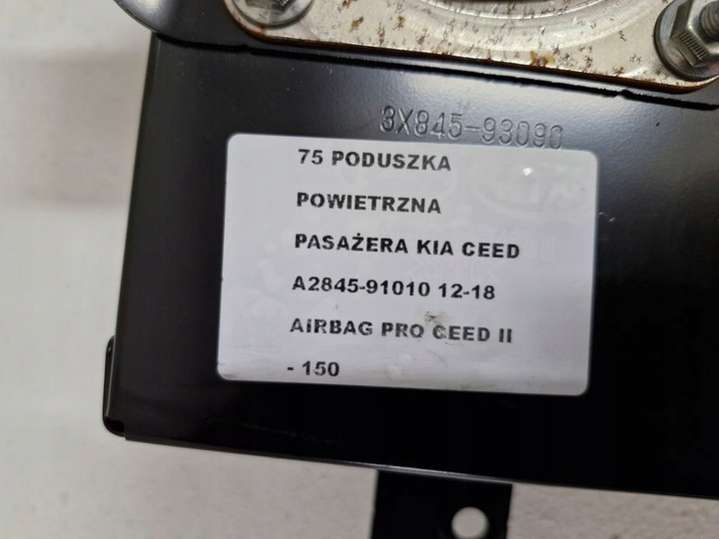 3X845-93090
75 PODUSZKA
POWIETRZNA
PASAŻERA KIA CEED
A2845-91010 12-18
AiRBAG PRO CEED II
- 150